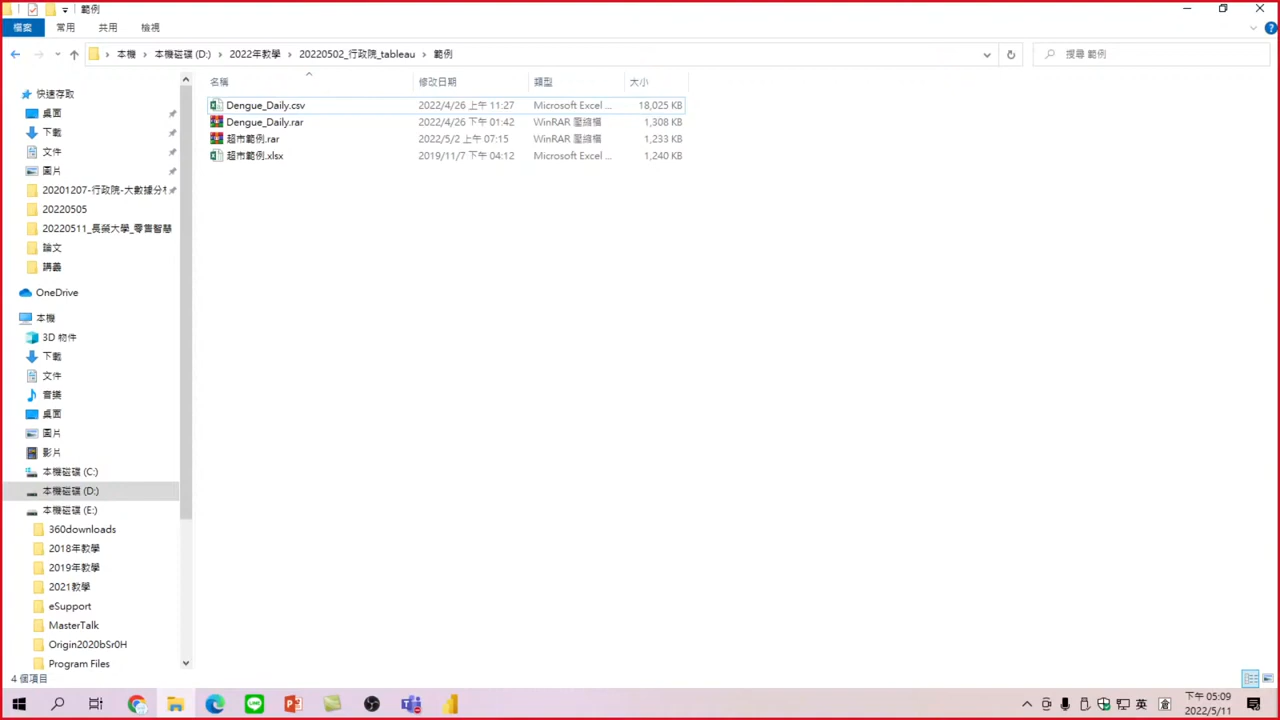 範例
檔案 常用 共用 檢視
本機 › 本機磁碟 (D:) › 2022年教學 › 20220502_行政院_tableau › 範例
搜尋 範例
名稱 修改日期 類型 大小
Dengue_Daily.csv 2022/4/26 上午 11:27 Microsoft Excel ... 18,025 KB
Dengue_Daily.rar 2022/4/26 下午 01:42 WinRAR 壓縮檔 1,308 KB
超市範例.rar 2022/5/2 上午 07:15 WinRAR 壓縮檔 1,233 KB
超市範例.xlsx 2019/11/7 下午 04:12 Microsoft Excel ... 1,240 KB
快速存取
桌面
下載
文件
圖片
20201207-行政院-大數據分析
20220505
20220511_長榮大學_零售智慧
論文
講義
OneDrive
本機
3D 物件
下載
文件
音樂
桌面
圖片
影片
本機磁碟 (C:)
本機磁碟 (D:)
本機磁碟 (E:)
360downloads
2018年教學
2019年教學
2021教學
eSupport
MasterTalk
Origin2020bSr0H
Program Files
4 個項目
英 倉
下午 05:09
2022/5/11